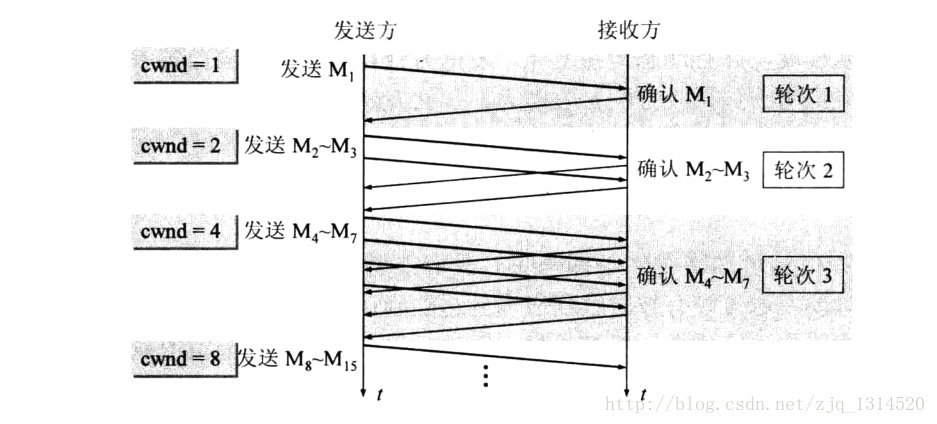 发送方 接收方
cwnd = 1 发送 M₁ 确认 M₁ 轮次 1
cwnd = 2 发送 M₂~M₃ 确认 M₂~M₃ 轮次 2
cwnd = 4 发送 M₄~M₇ 确认 M₄~M₇ 轮次 3
cwnd = 8 发送 M₈~M₁₅
t t
http://blog.csdn.net/zjq_1314520